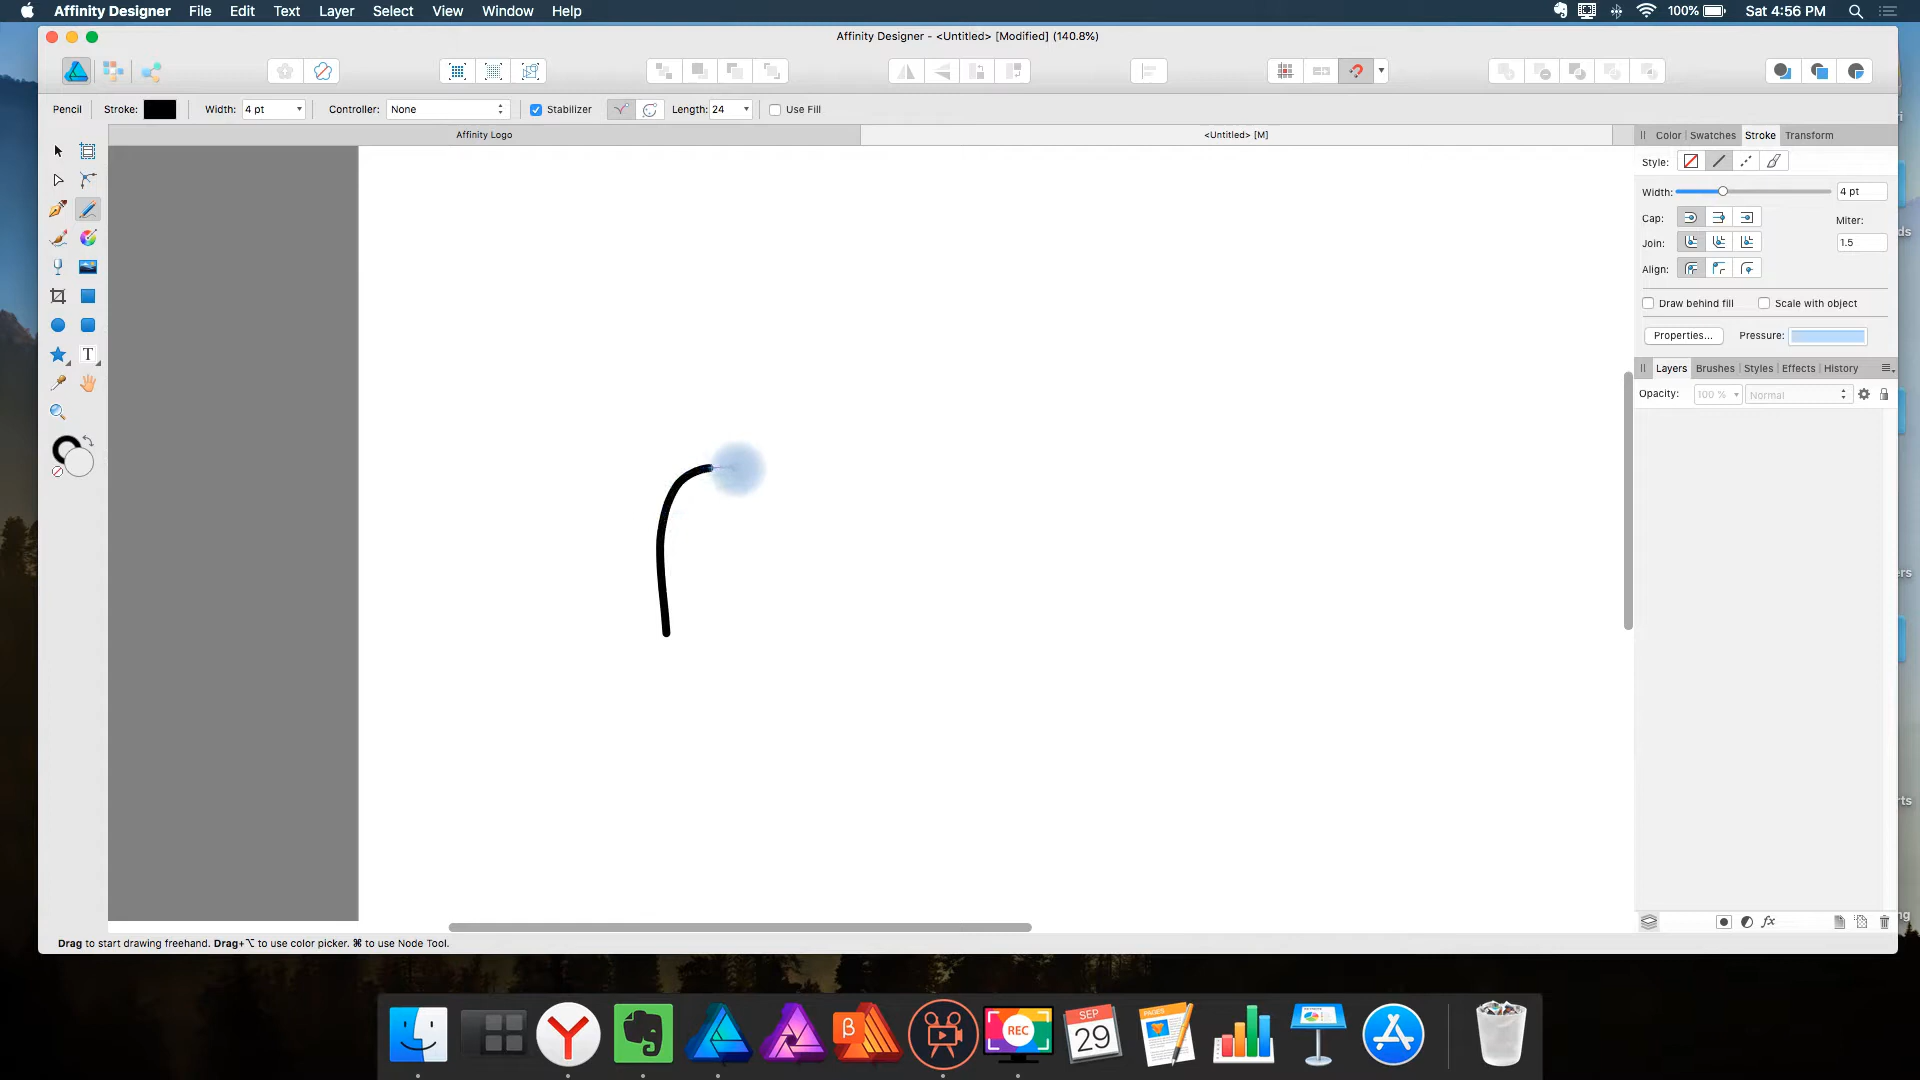 Affinity Designer File Edit Text Layer Select View Window Help 100% Sat 4:56 PM
Affinity Designer - <Untitled> [Modified] (140.8%)
Pencil Stroke: Width: 4 pt Controller: None Stabilizer Length: 24 Use Fill
Affinity Logo <Untitled> [M]
Color Swatches Stroke Transform
Style:
Width: 4 pt
Cap: Miter:
Join: 1.5
Align:
Draw behind fill Scale with object
Properties... Pressure:
Layers Brushes Styles Effects History
Opacity: 100 % Normal
T
fx
Drag to start drawing freehand. Drag+⌥ to use color picker. ⌘ to use Node Tool.
β REC SEP
29 PAGES